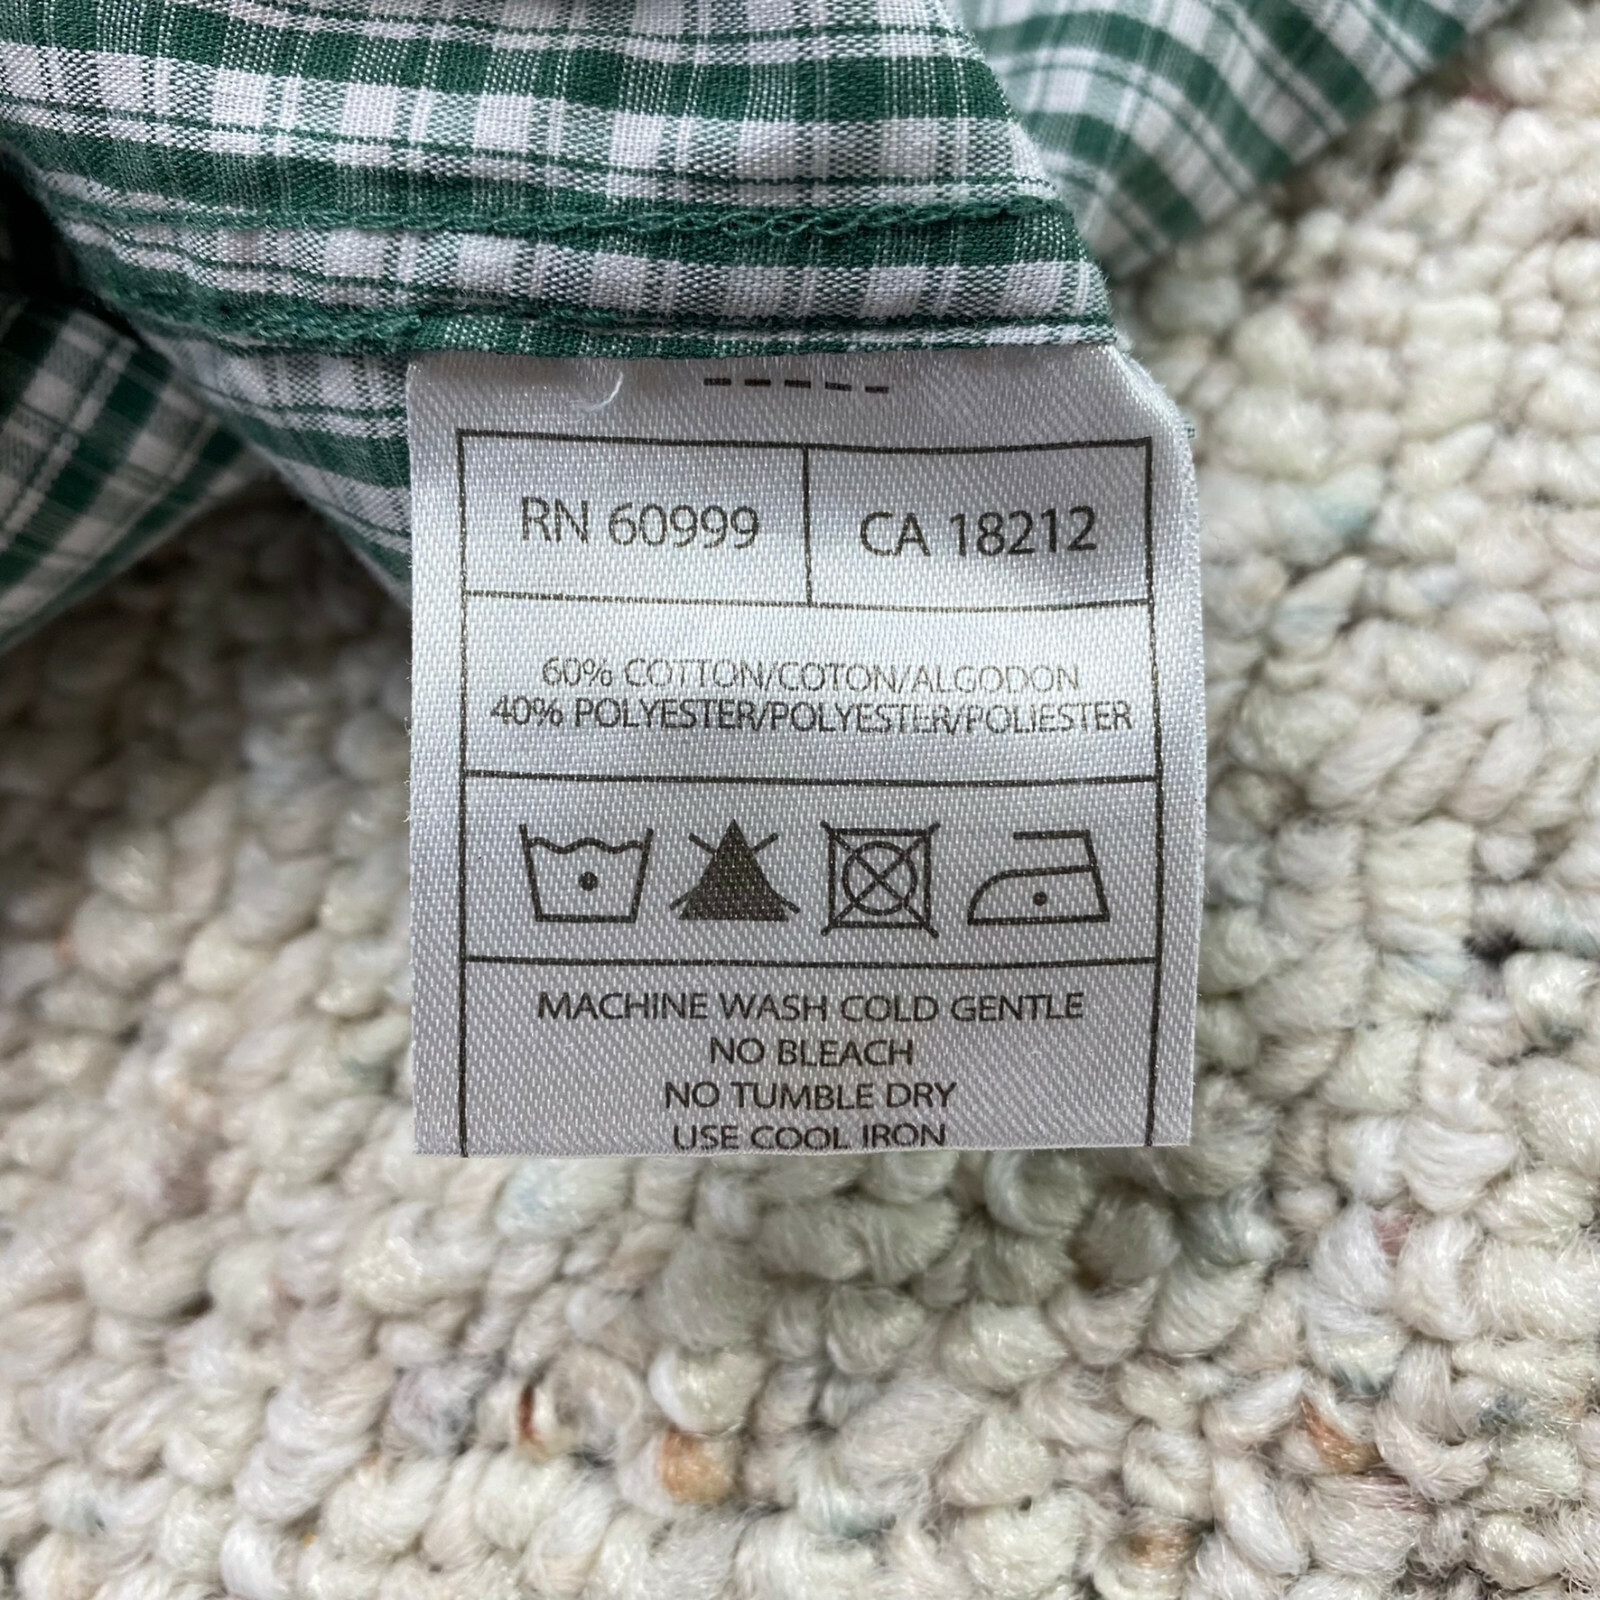 RN 60999 CA 18212
60% COTTON/COTON/ALGODON
40% POLYESTER/POLYESTER/POLIESTER
MACHINE WASH COLD GENTLE
NO BLEACH
NO TUMBLE DRY
USE COOL IRON